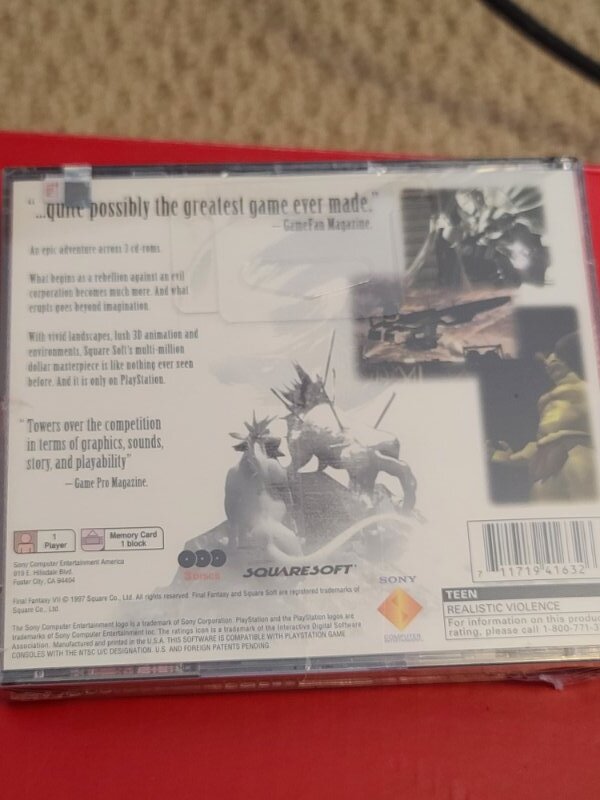 "...quite possibly the greatest game ever made."
— GameFan Magazine.
An epic adventure across 3 cd-roms.
What begins as a rebellion against an evil
corporation becomes much more. And what
erupts goes beyond imagination.
With vivid landscapes, lush 3D animation and
environments, Square Soft's multi-million
dollar masterpiece is like nothing ever seen
before. And it is only on PlayStation.
"Towers over the competition
in terms of graphics, sounds,
story, and playability"
— Game Pro Magazine.
1
Player
Memory Card
1 block
Sony Computer Entertainment America
919 E. Hillsdale Blvd.
Foster City, CA 94404
3 DISCS
SQUARESOFT
SONY
COMPUTER
ENTERTAINMENT
7 11719 41632
Final Fantasy VII © 1997 Square Co., Ltd. All rights reserved. Final Fantasy and Square Soft are registered trademarks of
Square Co., Ltd.
The Sony Computer Entertainment logo is a trademark of Sony Corporation. PlayStation and the PlayStation logos are
trademarks of Sony Computer Entertainment Inc. The ratings icon is a trademark of the Interactive Digital Software
Association. Manufactured and printed in the U.S.A. THIS SOFTWARE IS COMPATIBLE WITH PLAYSTATION GAME
CONSOLES WITH THE NTSC U/C DESIGNATION. U.S. AND FOREIGN PATENTS PENDING.
TEEN
REALISTIC VIOLENCE
For information on this produc
rating, please call 1-800-771-3